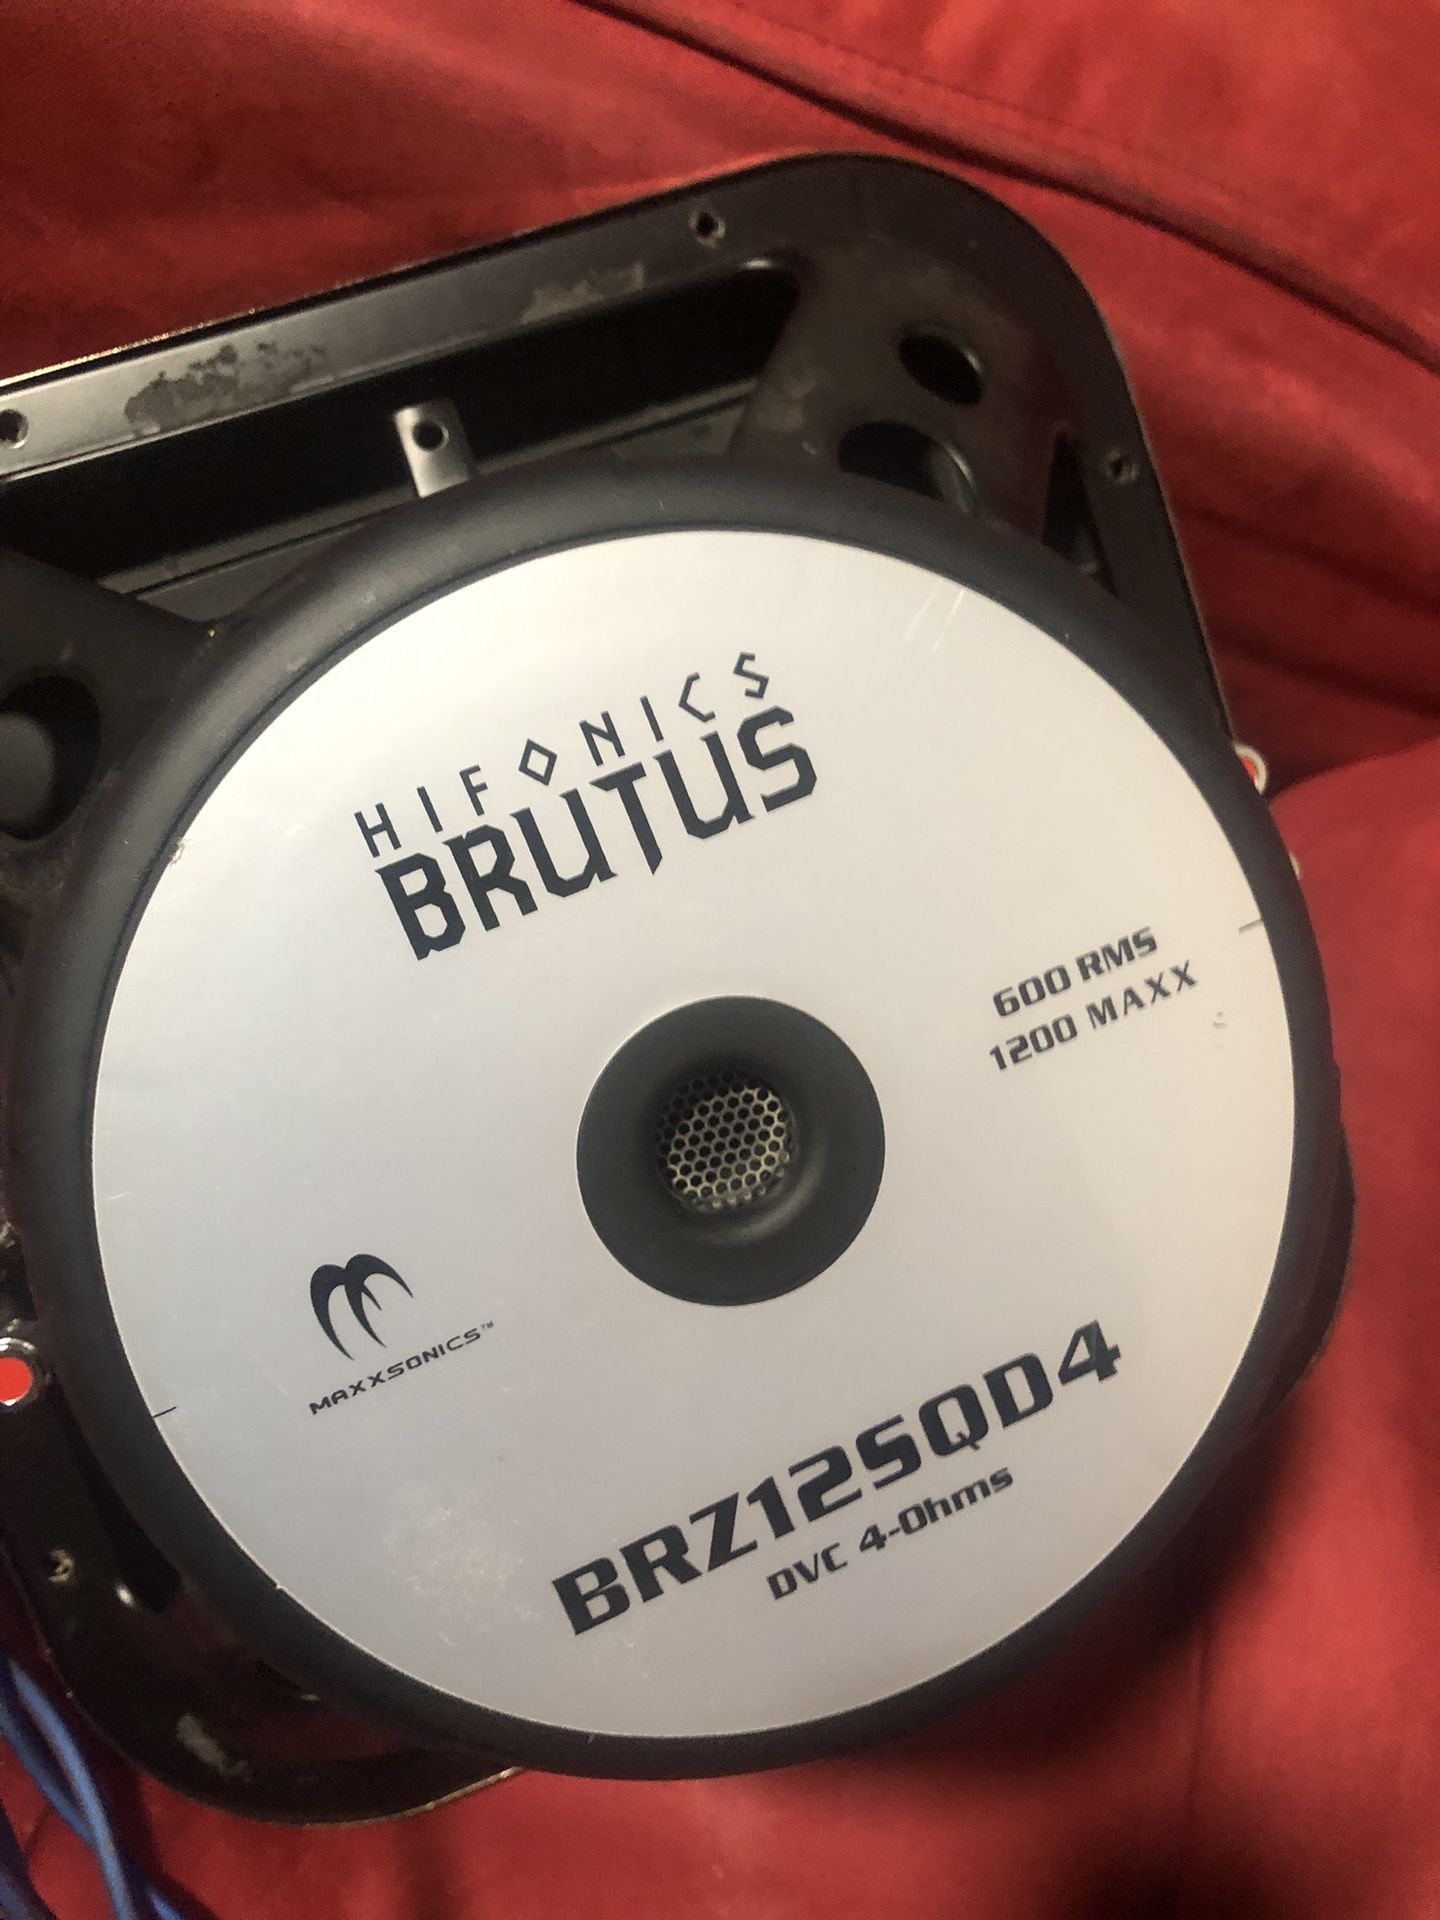 HIFONICS
BRUTUS
600 RMS
1200 MAXX
MAXXSONICS™
BRZ12SQD4
DVC 4-Ohms